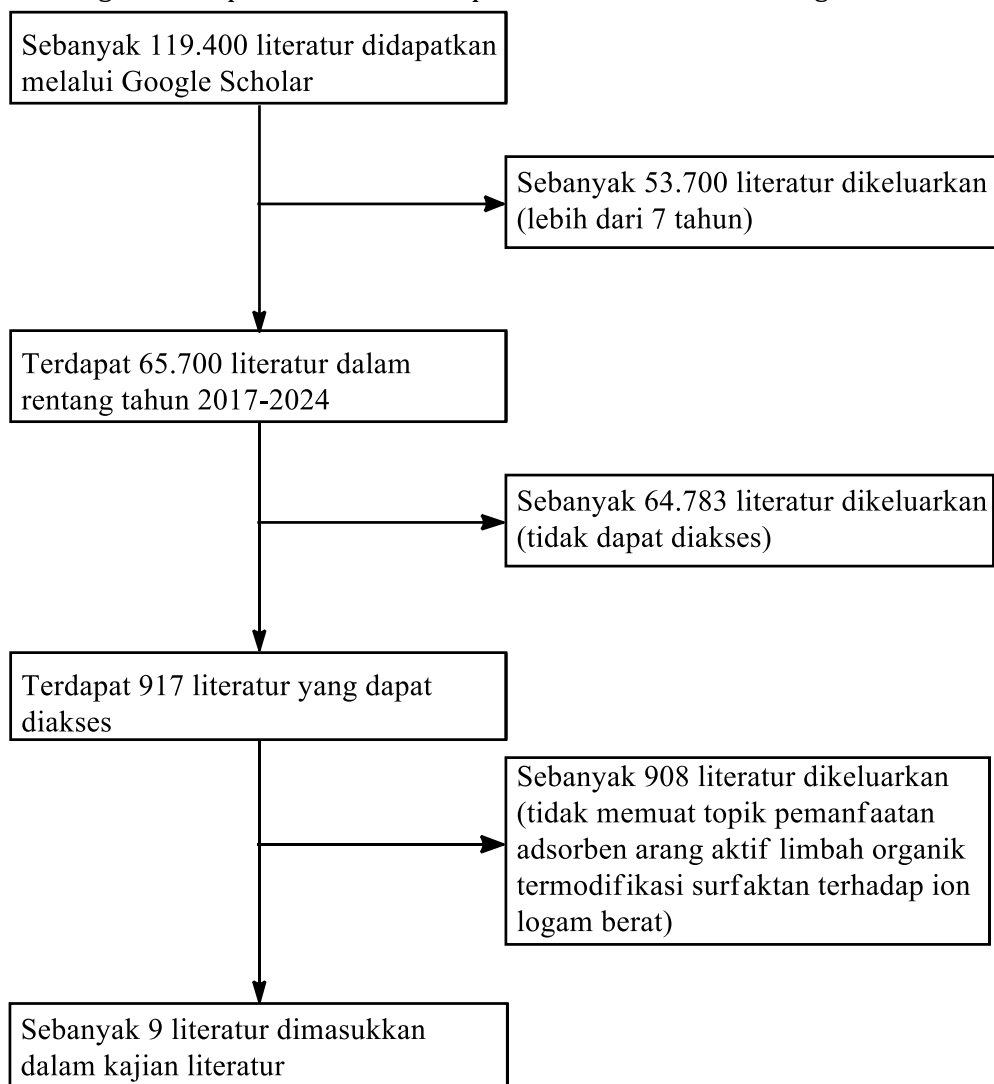 Sebanyak 119.400 literatur didapatkan
melalui Google Scholar
Sebanyak 53.700 literatur dikeluarkan
(lebih dari 7 tahun)
Terdapat 65.700 literatur dalam
rentang tahun 2017-2024
Sebanyak 64.783 literatur dikeluarkan
(tidak dapat diakses)
Terdapat 917 literatur yang dapat
diakses
Sebanyak 908 literatur dikeluarkan
(tidak memuat topik pemanfaatan
adsorben arang aktif limbah organik
termodifikasi surfaktan terhadap ion
logam berat)
Sebanyak 9 literatur dimasukkan
dalam kajian literatur